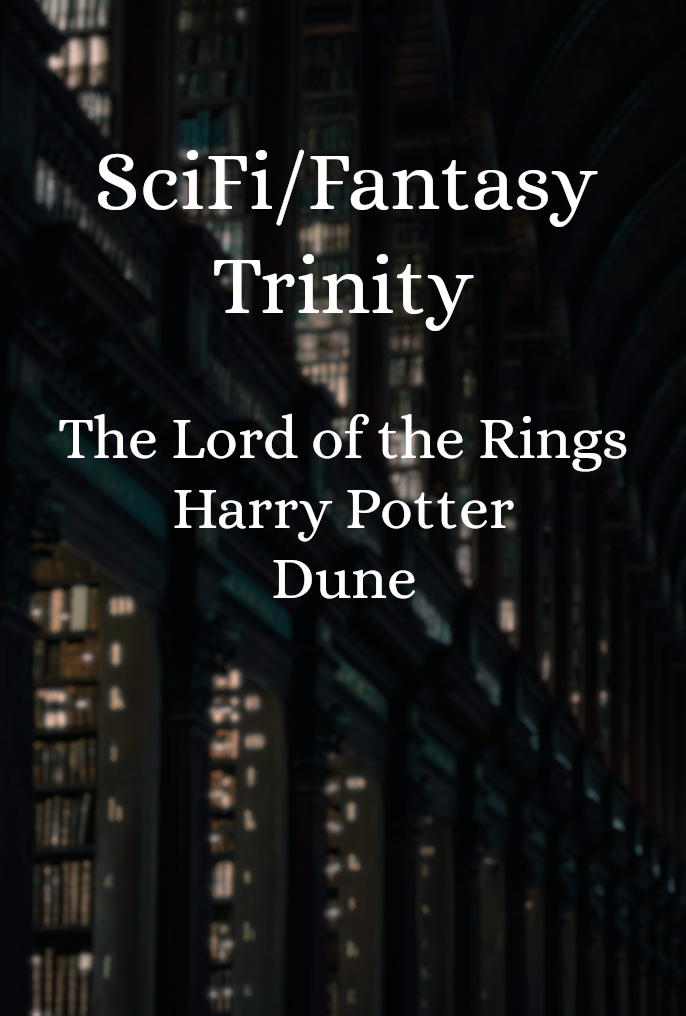 SciFi/Fantasy
Trinity
The Lord of the Rings
Harry Potter
Dune